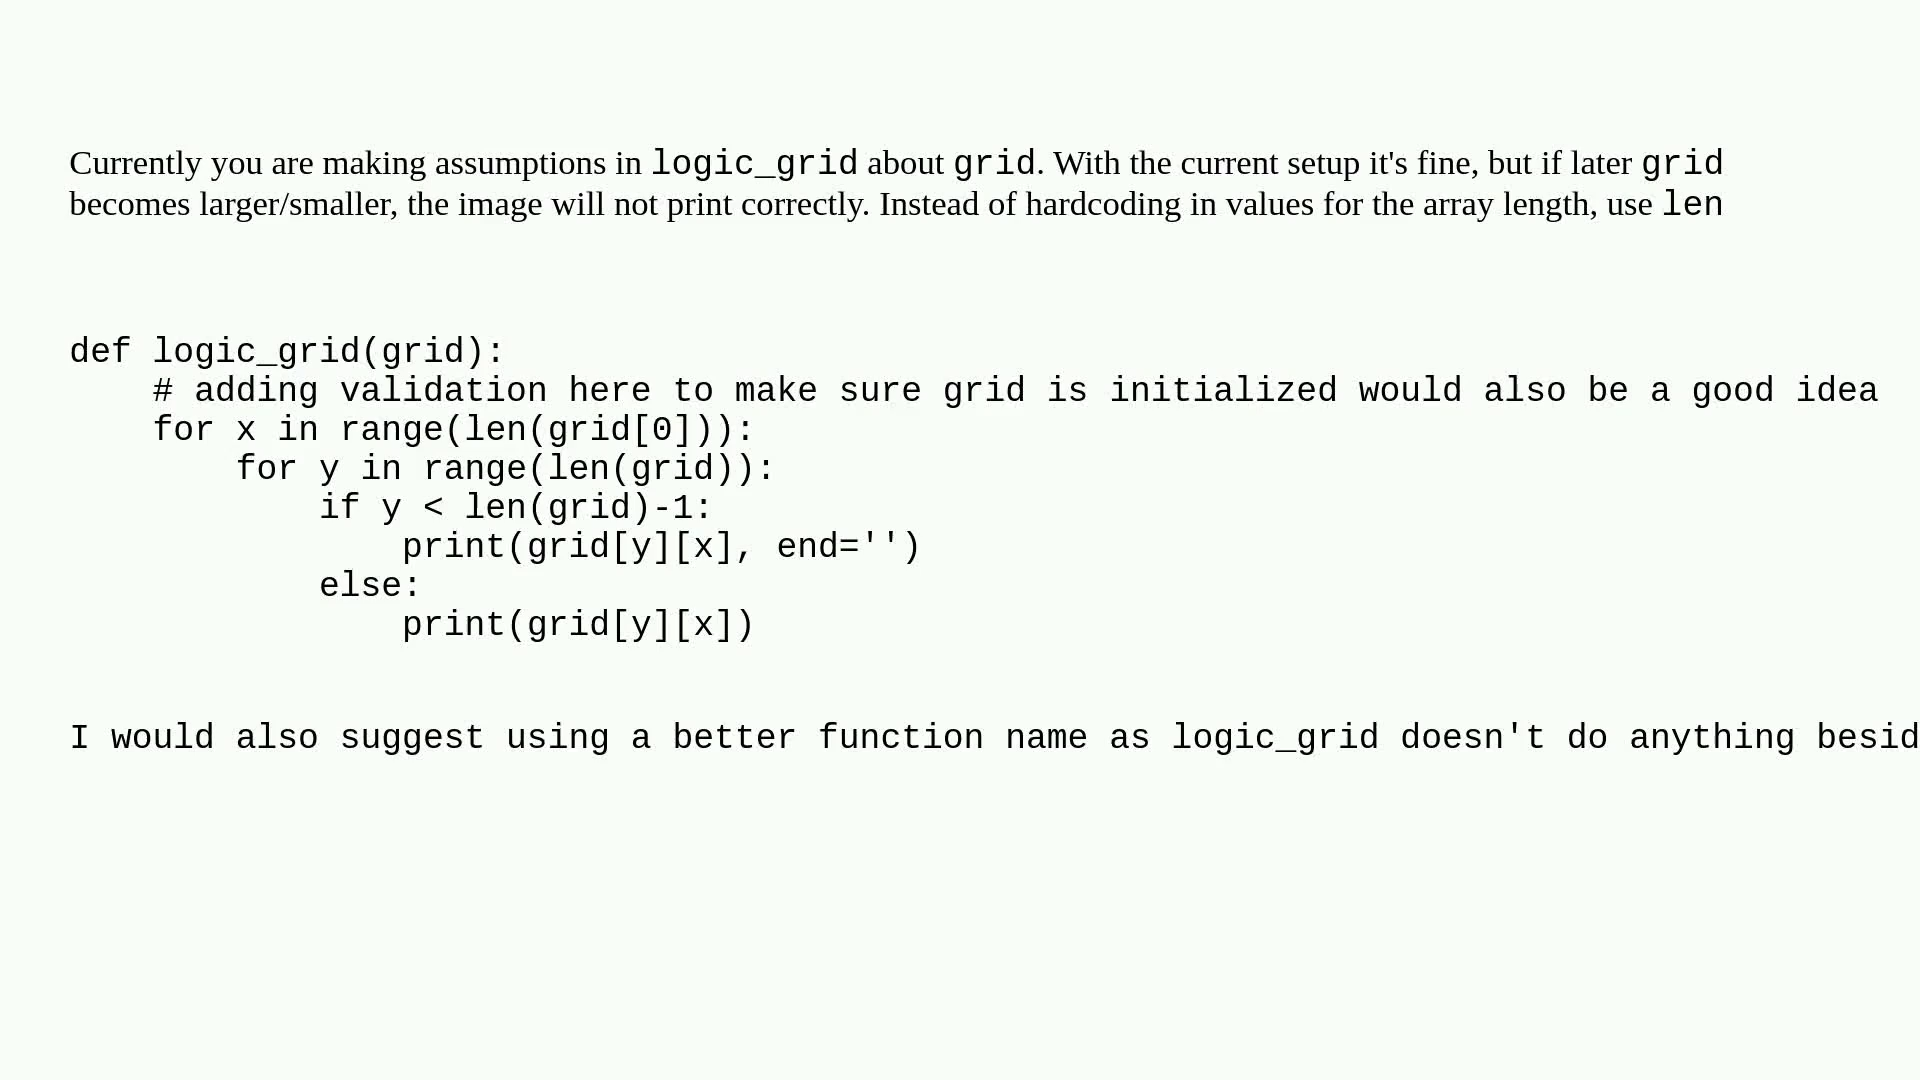 Currently you are making assumptions in logic_grid about grid. With the current setup it's fine, but if later grid
becomes larger/smaller, the image will not print correctly. Instead of hardcoding in values for the array length, use len
def logic_grid(grid):
    # adding validation here to make sure grid is initialized would also be a good idea
    for x in range(len(grid[0])):
        for y in range(len(grid)):
            if y < len(grid)-1:
                print(grid[y][x], end='')
            else:
                print(grid[y][x])
I would also suggest using a better function name as logic_grid doesn't do anything besid